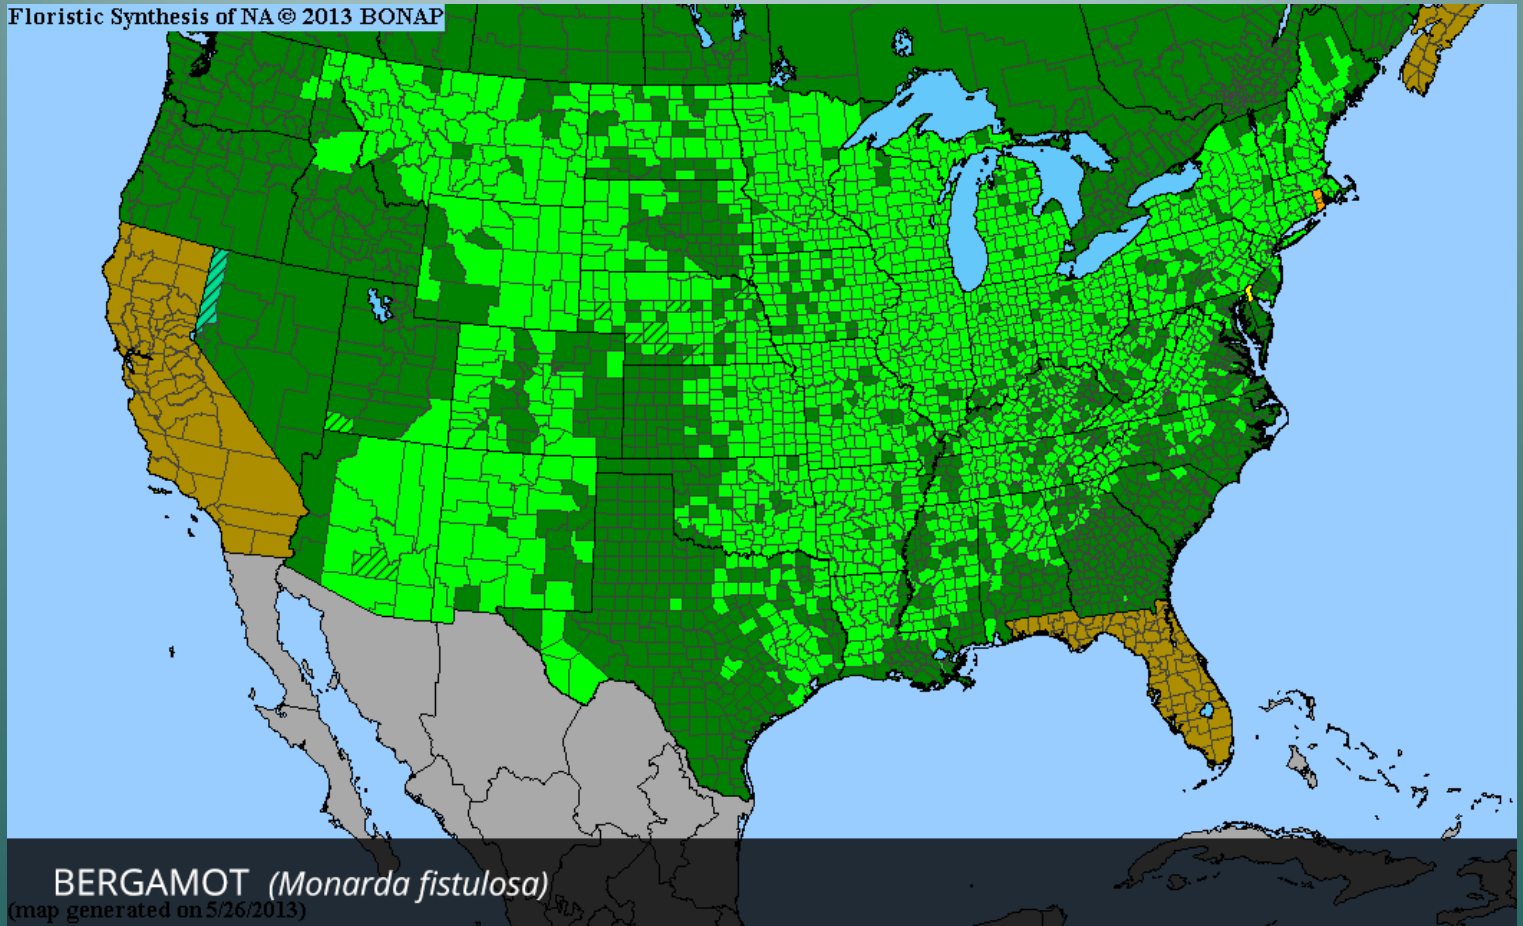 Floristic Synthesis of NA © 2013 BONAP
BERGAMOT (Monarda fistulosa)
(map generated on 5/26/2013)